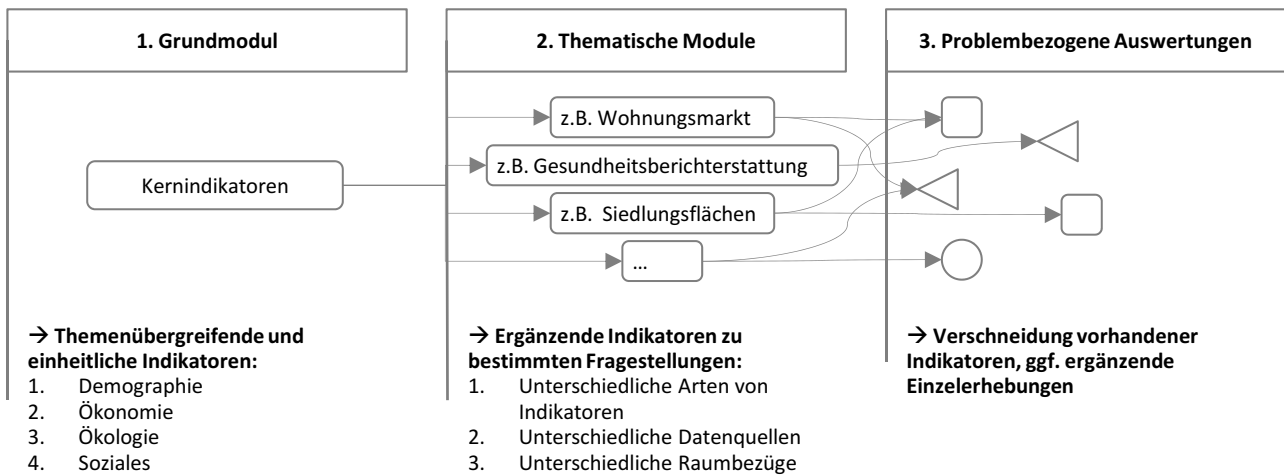 1. Grundmodul
2. Thematische Module
3. Problembezogene Auswertungen
z.B. Wohnungsmarkt
z.B. Gesundheitsberichterstattung
Kernindikatoren
z.B. Siedlungsflächen
...
→ Themenübergreifende und
einheitliche Indikatoren:
1. Demographie
2. Ökonomie
3. Ökologie
4. Soziales
→ Ergänzende Indikatoren zu
bestimmten Fragestellungen:
1. Unterschiedliche Arten von
Indikatoren
2. Unterschiedliche Datenquellen
3. Unterschiedliche Raumbezüge
→ Verschneidung vorhandener
Indikatoren, ggf. ergänzende
Einzelerhebungen